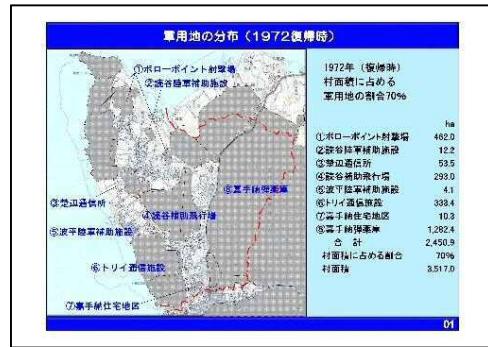 軍用地の分布（1972復帰時）
①ボローポイント射撃場
②読谷陸軍補助施設
③楚辺通信所
④読谷補助飛行場
⑤波平陸軍補助施設
⑥トリイ通信施設
⑦嘉手納住宅地区
⑧嘉手納弾薬庫
1972年（復帰時）
村面積に占める
軍用地の割合70%
ha
①ボローポイント射撃場 462.0
②読谷陸軍補助施設 12.2
③楚辺通信所 53.5
④読谷補助飛行場 293.0
⑤波平陸軍補助施設 4.1
⑥トリイ通信施設 333.4
⑦嘉手納住宅地区 10.3
⑧嘉手納弾薬庫 1,282.4
合 計 2,450.9
村面積に占める割合 70%
村面積 3,517.0
01